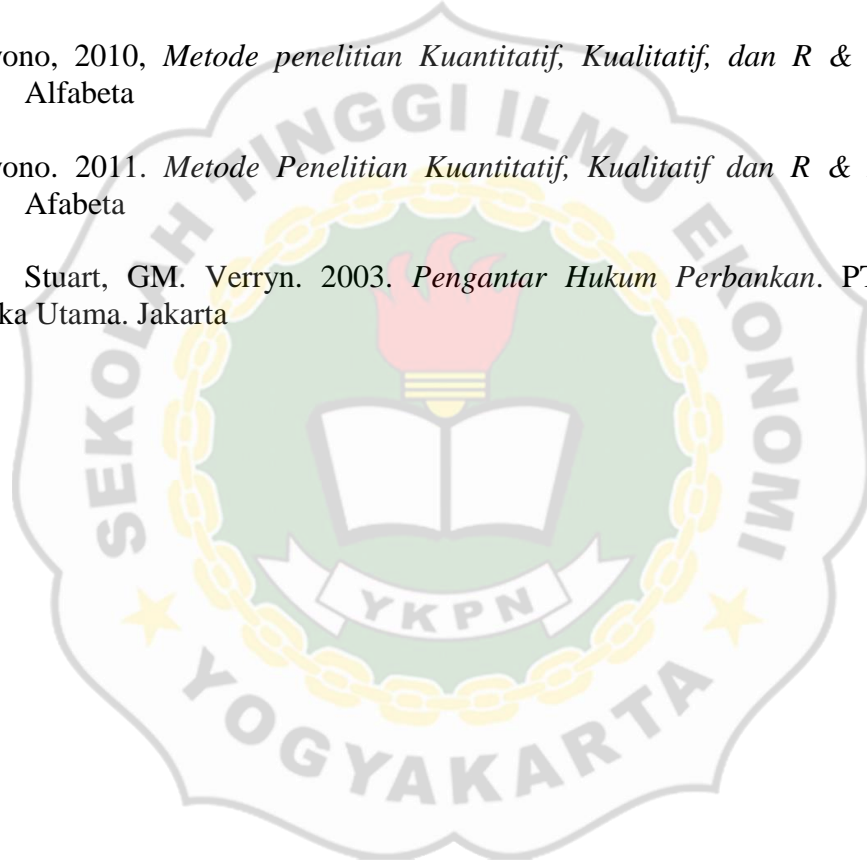 yono, 2010, Metode penelitian Kuantitatif, Kualitatif, dan R &
Alfabeta
yono. 2011. Metode Penelitian Kuantitatif, Kualitatif dan R &
Afabeta
Stuart, GM. Verryn. 2003. Pengantar Hukum Perbankan. PT
ka Utama. Jakarta
SEKOLAH TINGGI ILMU EKONOMI
YKPN
YOGYAKARTA